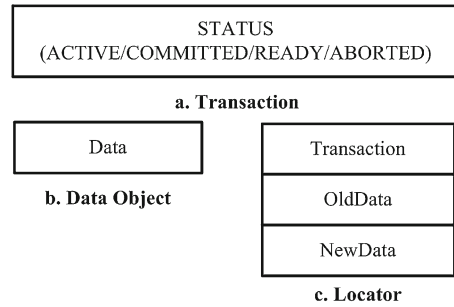 STATUS
(ACTIVE/COMMITTED/READY/ABORTED)
a. Transaction
Data
b. Data Object
Transaction
OldData
NewData
c. Locator